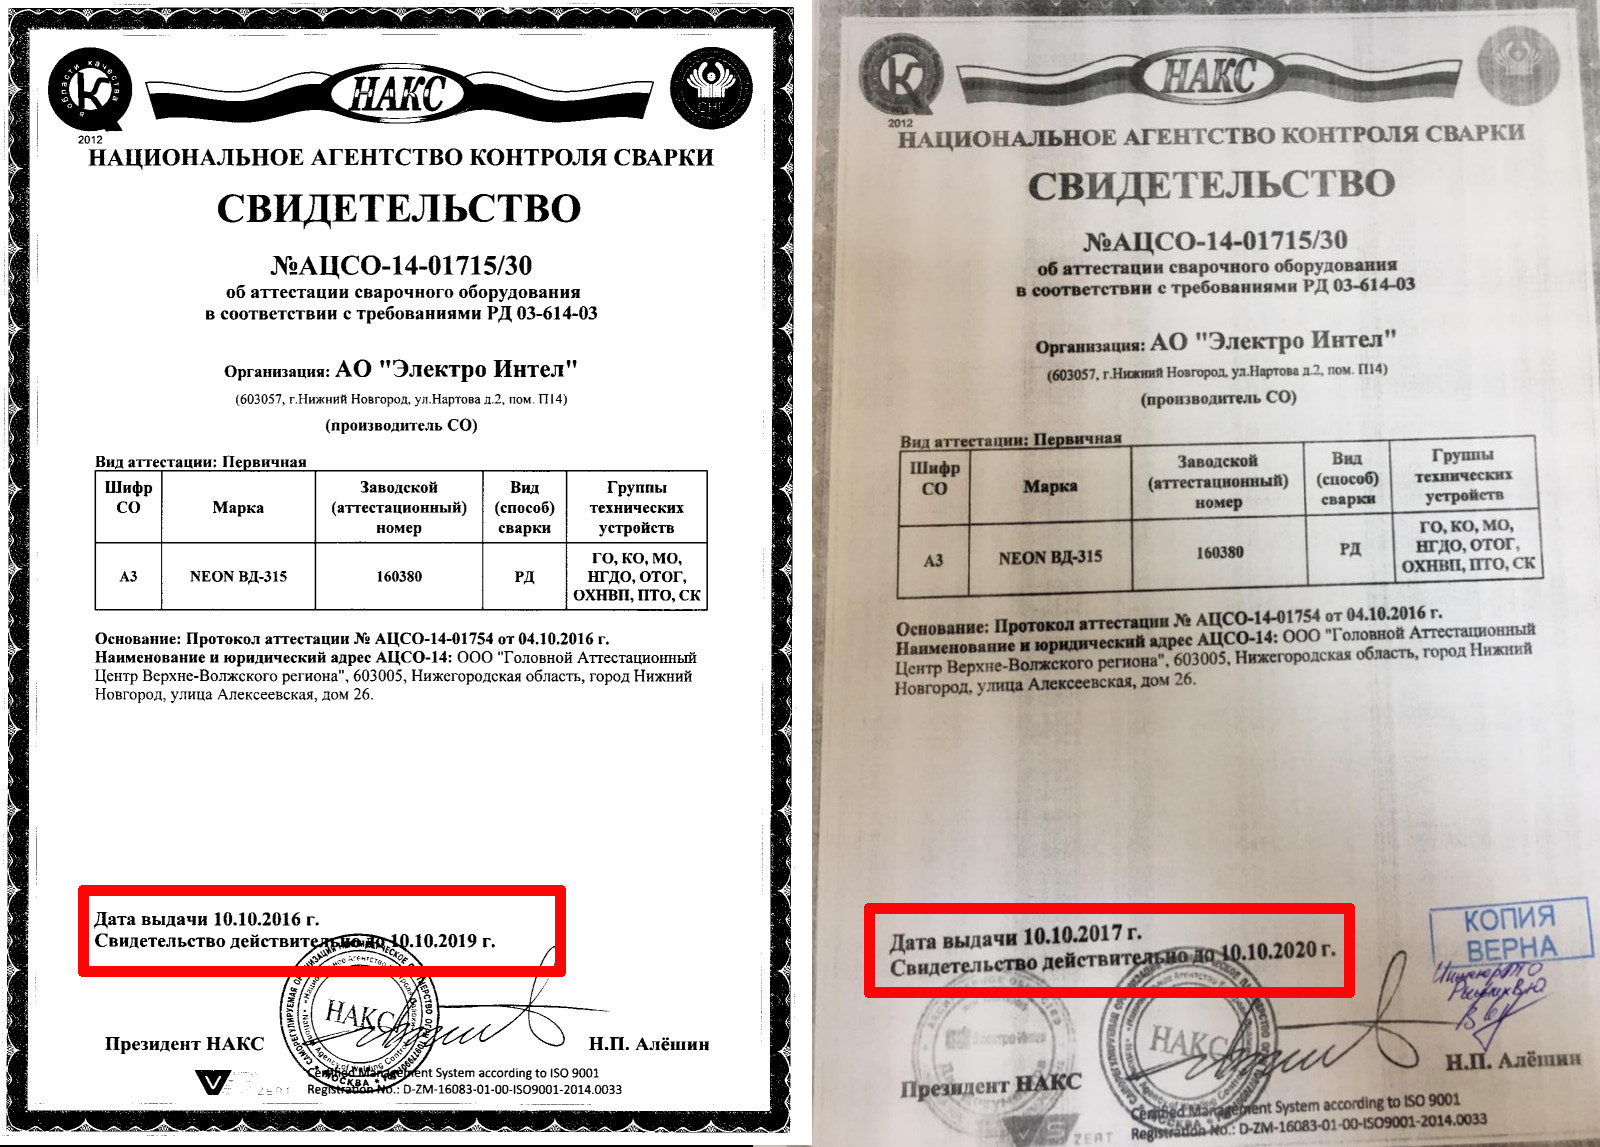 в области качества
2012
НАКС
СНГ
НАЦИОНАЛЬНОЕ АГЕНТСТВО КОНТРОЛЯ СВАРКИ
СВИДЕТЕЛЬСТВО
№АЦСО-14-01715/30
об аттестации сварочного оборудования
в соответствии с требованиями РД 03-614-03
Организация: АО "Электро Интел"
(603057, г.Нижний Новгород, ул.Нартова д.2, пом. П14)
(производитель СО)
Вид аттестации: Первичная
Шифр СО Марка Заводской (аттестационный) номер Вид (способ) сварки Группы технических устройств
А3 NEON ВД-315 160380 РД ГО, КО, МО, НГДО, ОТОГ, ОХНВП, ПТО, СК
Основание: Протокол аттестации № АЦСО-14-01754 от 04.10.2016 г.
Наименование и юридический адрес АЦСО-14: ООО "Головной Аттестационный
Центр Верхне-Волжского региона", 603005, Нижегородская область, город Нижний
Новгород, улица Алексеевская, дом 26.
Дата выдачи 10.10.2016 г.
Свидетельство действительно до 10.10.2019 г.
НАКС
МОСКВА
Президент НАКС Н.П. Алёшин
Certified Management System according to ISO 9001
Registration No.: D-ZM-16083-01-00-ISO9001-2014.0033
2012
НАКС
НАЦИОНАЛЬНОЕ АГЕНТСТВО КОНТРОЛЯ СВАРКИ
СВИДЕТЕЛЬСТВО
№АЦСО-14-01715/30
об аттестации сварочного оборудования
в соответствии с требованиями РД 03-614-03
Организация: АО "Электро Интел"
(603057, г.Нижний Новгород, ул.Нартова д.2, пом. П14)
(производитель СО)
Вид аттестации: Первичная
Шифр СО Марка Заводской (аттестационный) номер Вид (способ) сварки Группы технических устройств
А3 NEON ВД-315 160380 РД ГО, КО, МО, НГДО, ОТОГ, ОХНВП, ПТО, СК
Основание: Протокол аттестации № АЦСО-14-01754 от 04.10.2016 г.
Наименование и юридический адрес АЦСО-14: ООО "Головной Аттестационный
Центр Верхне-Волжского региона", 603005, Нижегородская область, город Нижний
Новгород, улица Алексеевская, дом 26.
Дата выдачи 10.10.2017 г.
Свидетельство действительно до 10.10.2020 г.
КОПИЯ
ВЕРНА
НАКС
Президент НАКС Н.П. Алёшин
ZERT
Certified Management System according to ISO 9001
Registration No.: D-ZM-16083-01-00-ISO9001-2014.0033